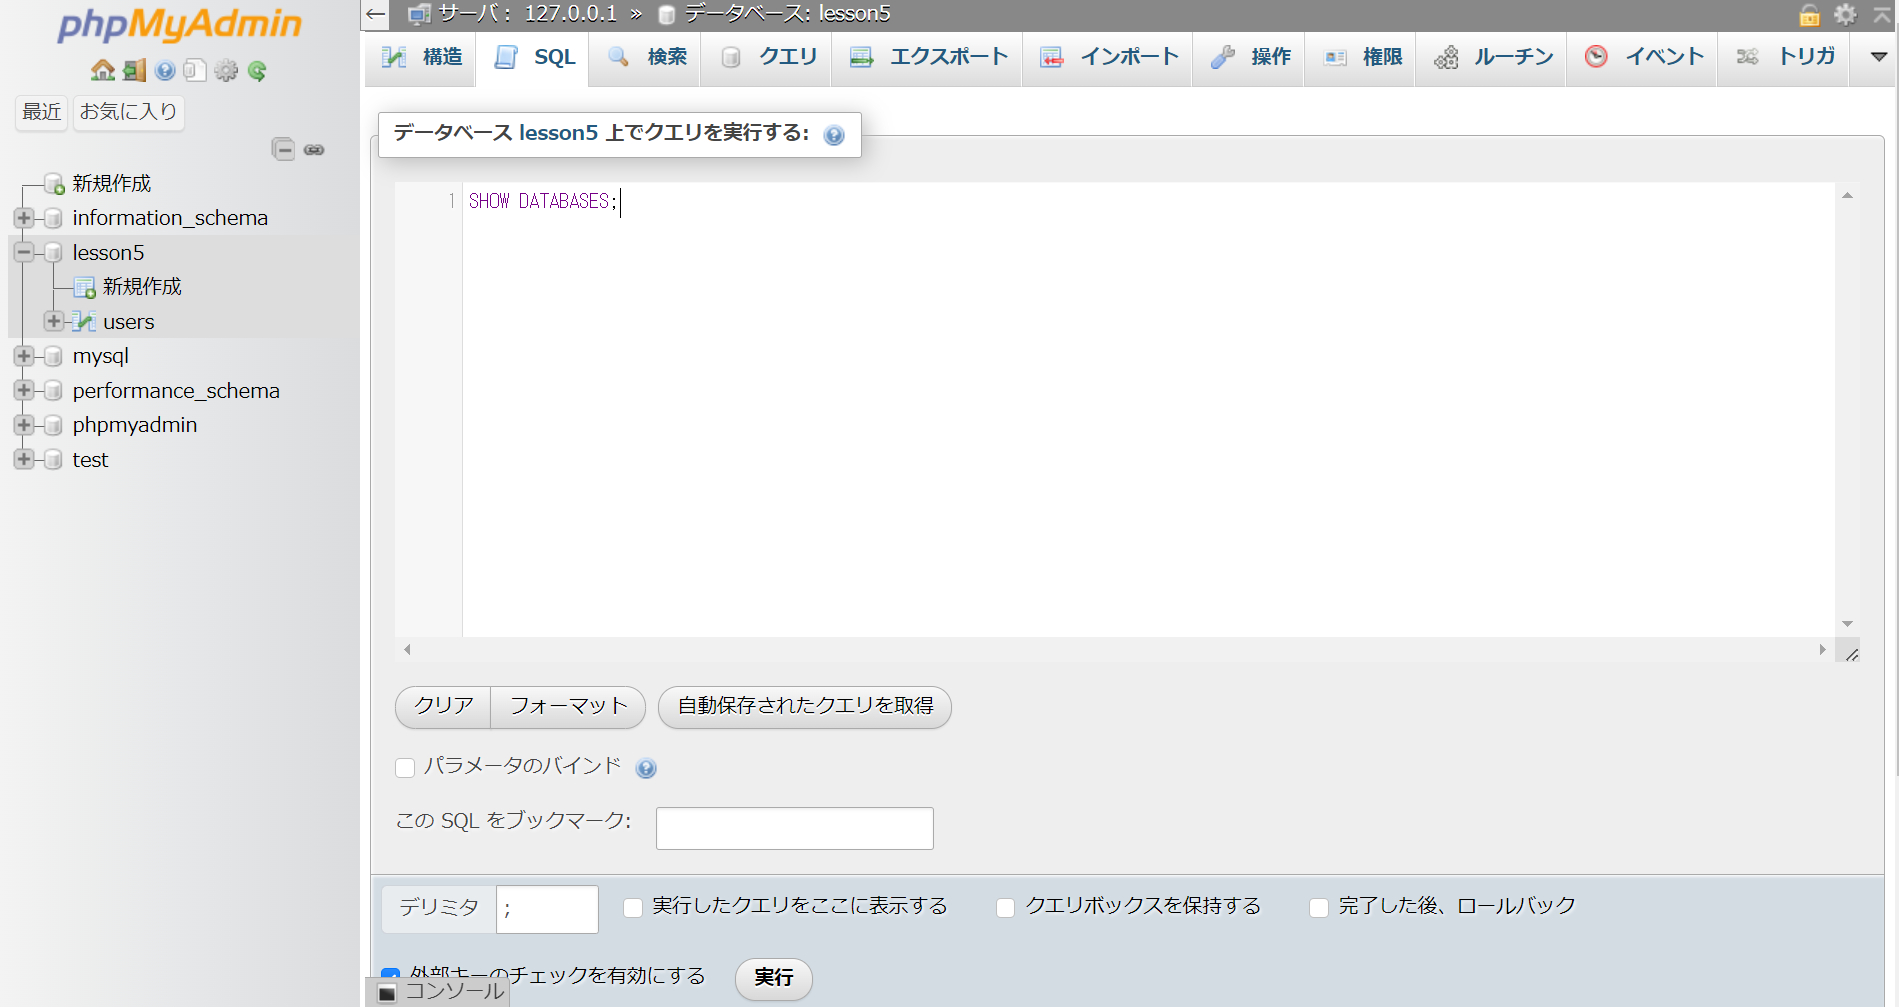 phpMyAdmin
最近 お気に入り
新規作成
information_schema
lesson5
新規作成
users
mysql
performance_schema
phpmyadmin
test
サーバ: 127.0.0.1 » データベース: lesson5
構造 SQL 検索 クエリ エクスポート インポート 操作 権限 ルーチン イベント トリガ
データベース lesson5 上でクエリを実行する:
1 SHOW DATABASES;
クリア フォーマット 自動保存されたクエリを取得
パラメータのバインド
この SQL をブックマーク:
デリミタ ; 実行したクエリをここに表示する クエリボックスを保持する 完了した後、ロールバック
外部キーのチェックを有効にする 実行
コンソール